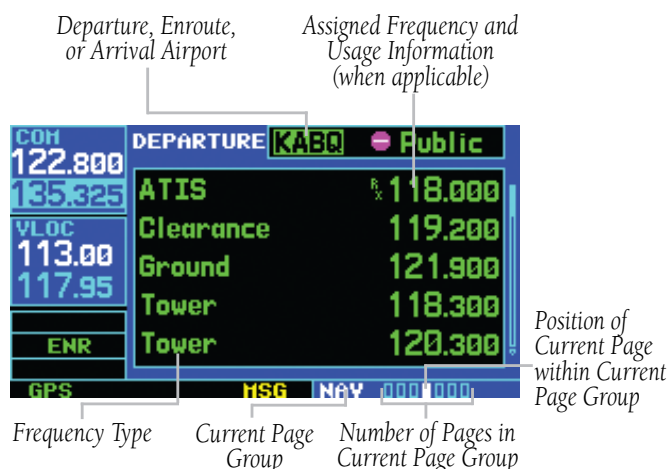 Departure, Enroute,
or Arrival Airport
Assigned Frequency and
Usage Information
(when applicable)
COM
122.800
135.325
VLOC
113.00
117.95
ENR
DEPARTURE KABQ Public
ATIS Rx 118.000
Clearance 119.200
Ground 121.900
Tower 118.300
Tower 120.300
GPS MSG NAV
Position of
Current Page
within Current
Page Group
Frequency Type
Current Page
Group
Number of Pages in
Current Page Group